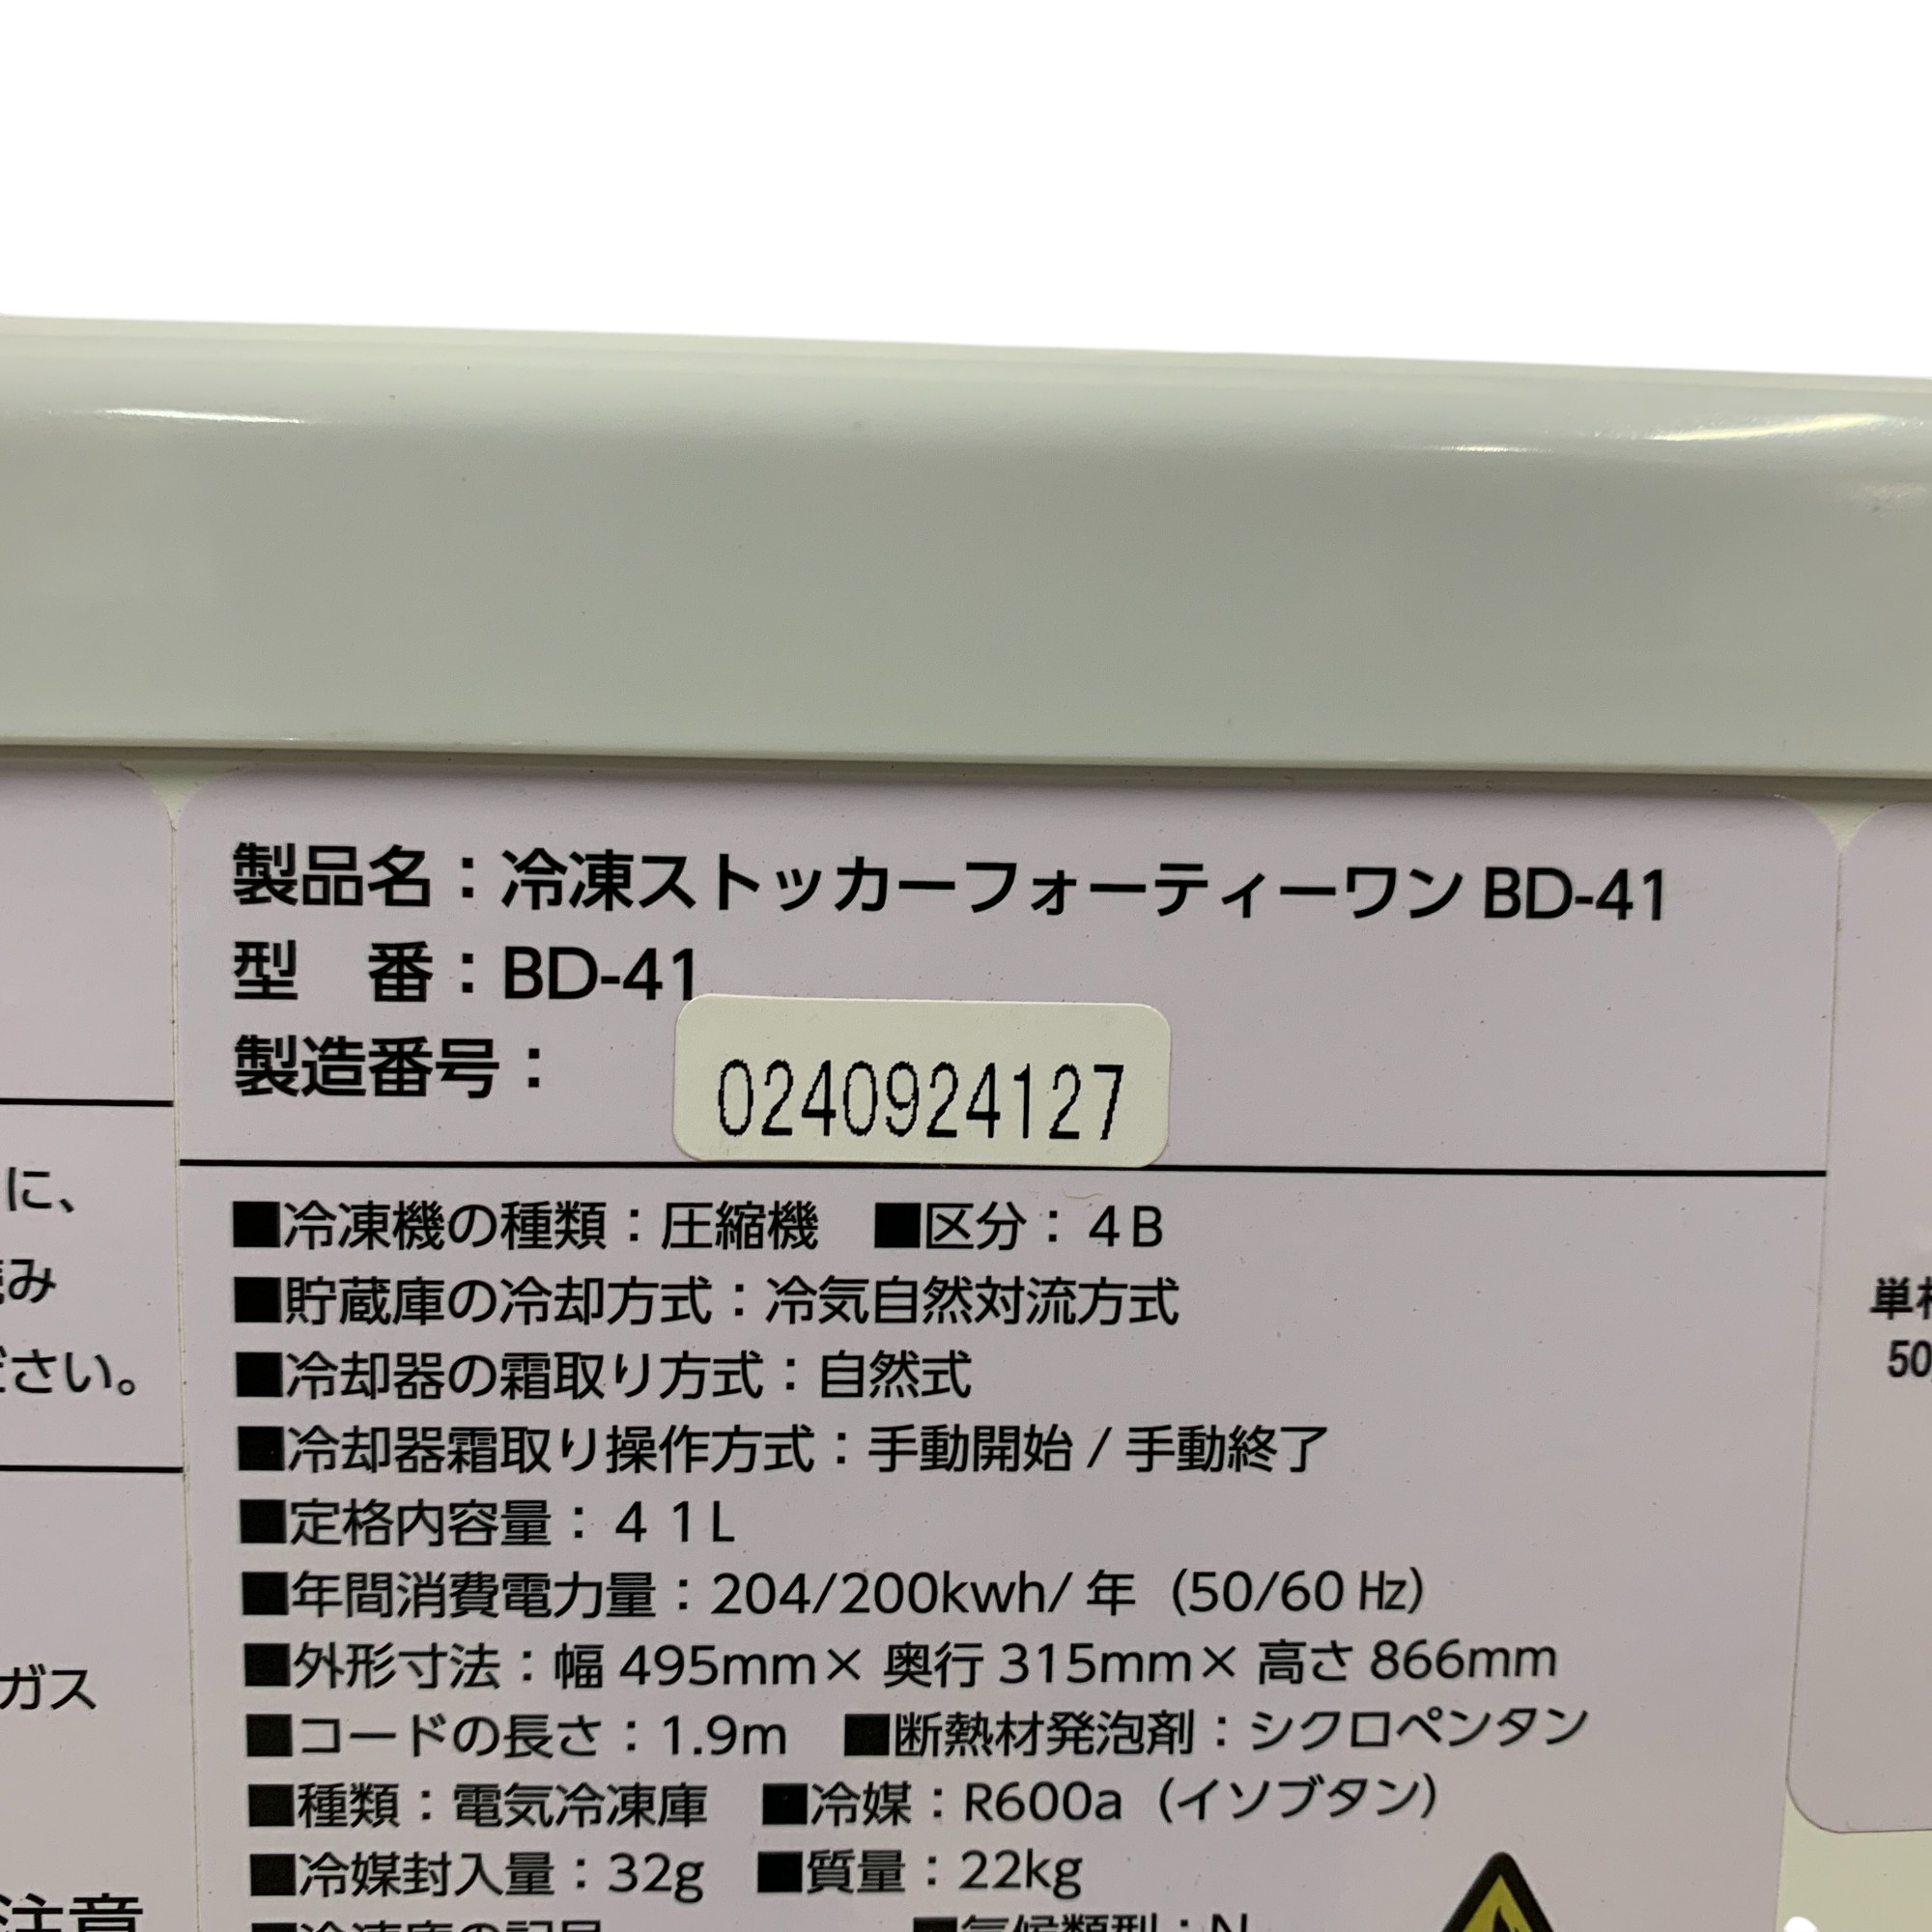 製品名：冷凍ストッカーフォーティーワン BD-41
型　番：BD-41
製造番号：
0240924127
■冷凍機の種類：圧縮機　■区分：4B
■貯蔵庫の冷却方式：冷気自然対流方式
■冷却器の霜取り方式：自然式
■冷却器霜取り操作方式：手動開始 / 手動終了
■定格内容量：41L
■年間消費電力量：204/200kwh/ 年（50/60 Hz）
■外形寸法：幅 495mm× 奥行 315mm× 高さ 866mm
■コードの長さ：1.9m　■断熱材発泡剤：シクロペンタン
■種類：電気冷凍庫　■冷媒：R600a（イソブタン）
■冷媒封入量：32g　■質量：22kg
■気候類型：N
に、
み
ださい。
ガス
注意
単
50